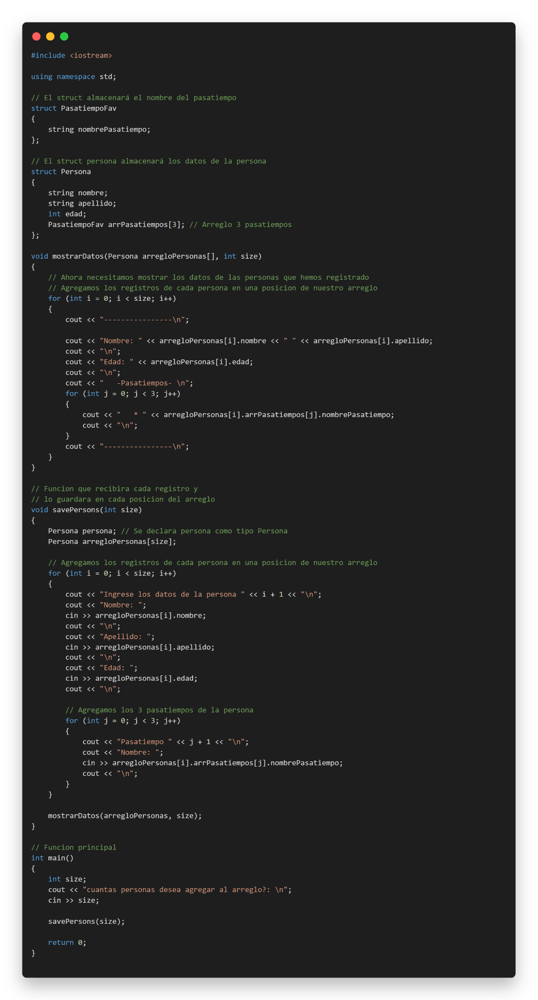 #include <iostream>

using namespace std;

// El struct almacenará el nombre del pasatiempo
struct PasatiempoFav
{
    string nombrePasatiempo;
};

// El struct persona almacenará los datos de la persona
struct Persona
{
    string nombre;
    string apellido;
    int edad;
    PasatiempoFav arrPasatiempos[3]; // Arreglo 3 pasatiempos
};

void mostrarDatos(Persona arregloPersonas[], int size)
{
    // Ahora necesitamos mostrar los datos de las personas que hemos registrado
    // Agregamos los registros de cada persona en una posicion de nuestro arreglo
    for (int i = 0; i < size; i++)
    {
        cout << "----------------\n";

        cout << "Nombre: " << arregloPersonas[i].nombre << " " << arregloPersonas[i].apellido;
        cout << "\n";
        cout << "Edad: " << arregloPersonas[i].edad;
        cout << "\n";
        cout << "   -Pasatiempos- \n";
        for (int j = 0; j < 3; j++)
        {
            cout << "   * " << arregloPersonas[i].arrPasatiempos[j].nombrePasatiempo;
            cout << "\n";
        }
        cout << "----------------\n";
    }
}

// Funcion que recibira cada registro y
// lo guardara en cada posicion del arreglo
void savePersons(int size)
{
    Persona persona; // Se declara persona como tipo Persona
    Persona arregloPersonas[size];

    // Agregamos los registros de cada persona en una posicion de nuestro arreglo
    for (int i = 0; i < size; i++)
    {
        cout << "Ingrese los datos de la persona " << i + 1 << "\n";
        cout << "Nombre: ";
        cin >> arregloPersonas[i].nombre;
        cout << "\n";
        cout << "Apellido: ";
        cin >> arregloPersonas[i].apellido;
        cout << "\n";
        cout << "Edad: ";
        cin >> arregloPersonas[i].edad;
        cout << "\n";

        // Agregamos los 3 pasatiempos de la persona
        for (int j = 0; j < 3; j++)
        {
            cout << "Pasatiempo " << j + 1 << "\n";
            cout << "Nombre: ";
            cin >> arregloPersonas[i].arrPasatiempos[j].nombrePasatiempo;
            cout << "\n";
        }
    }

    mostrarDatos(arregloPersonas, size);
}

// Funcion principal
int main()
{
    int size;
    cout << "cuantas personas desea agregar al arreglo?: \n";
    cin >> size;

    savePersons(size);

    return 0;
}